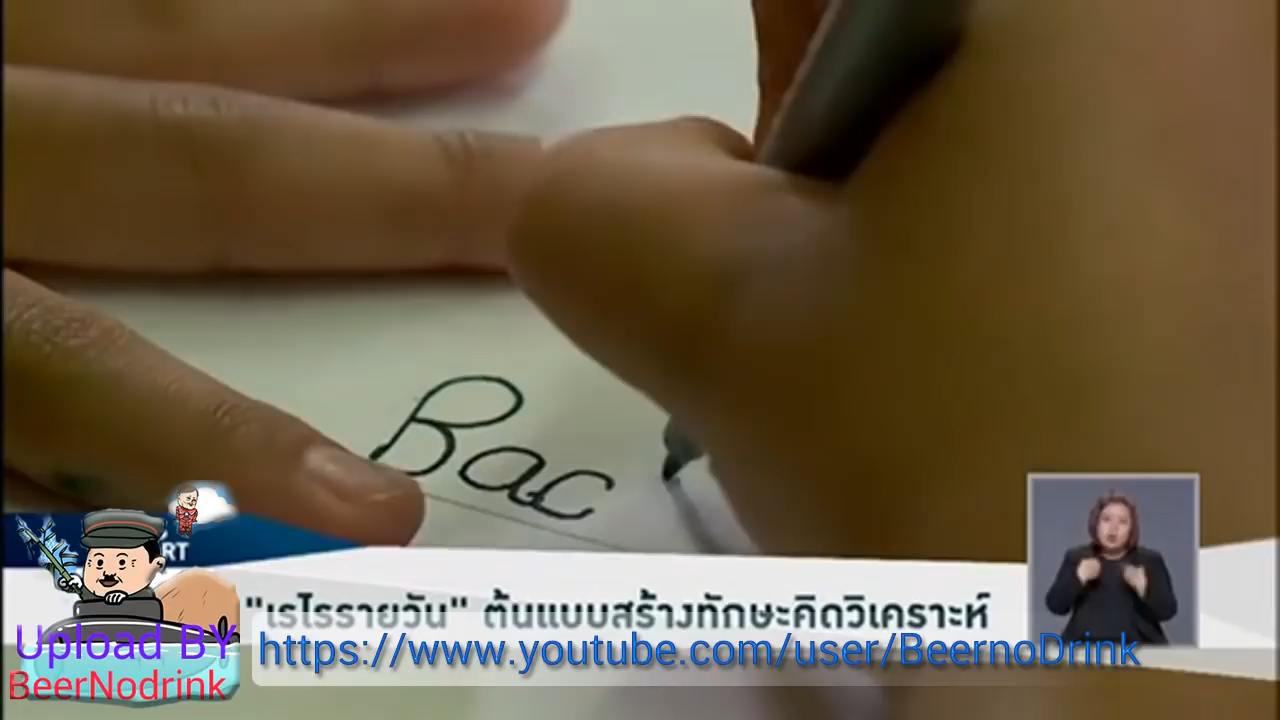 Bac
RT
"เรไรรายวัน" ต้นแบบสร้างทักษะคิดวิเคราะห์
Upload BY
https://www.youtube.com/user/BeernoDrink
BeerNodrink